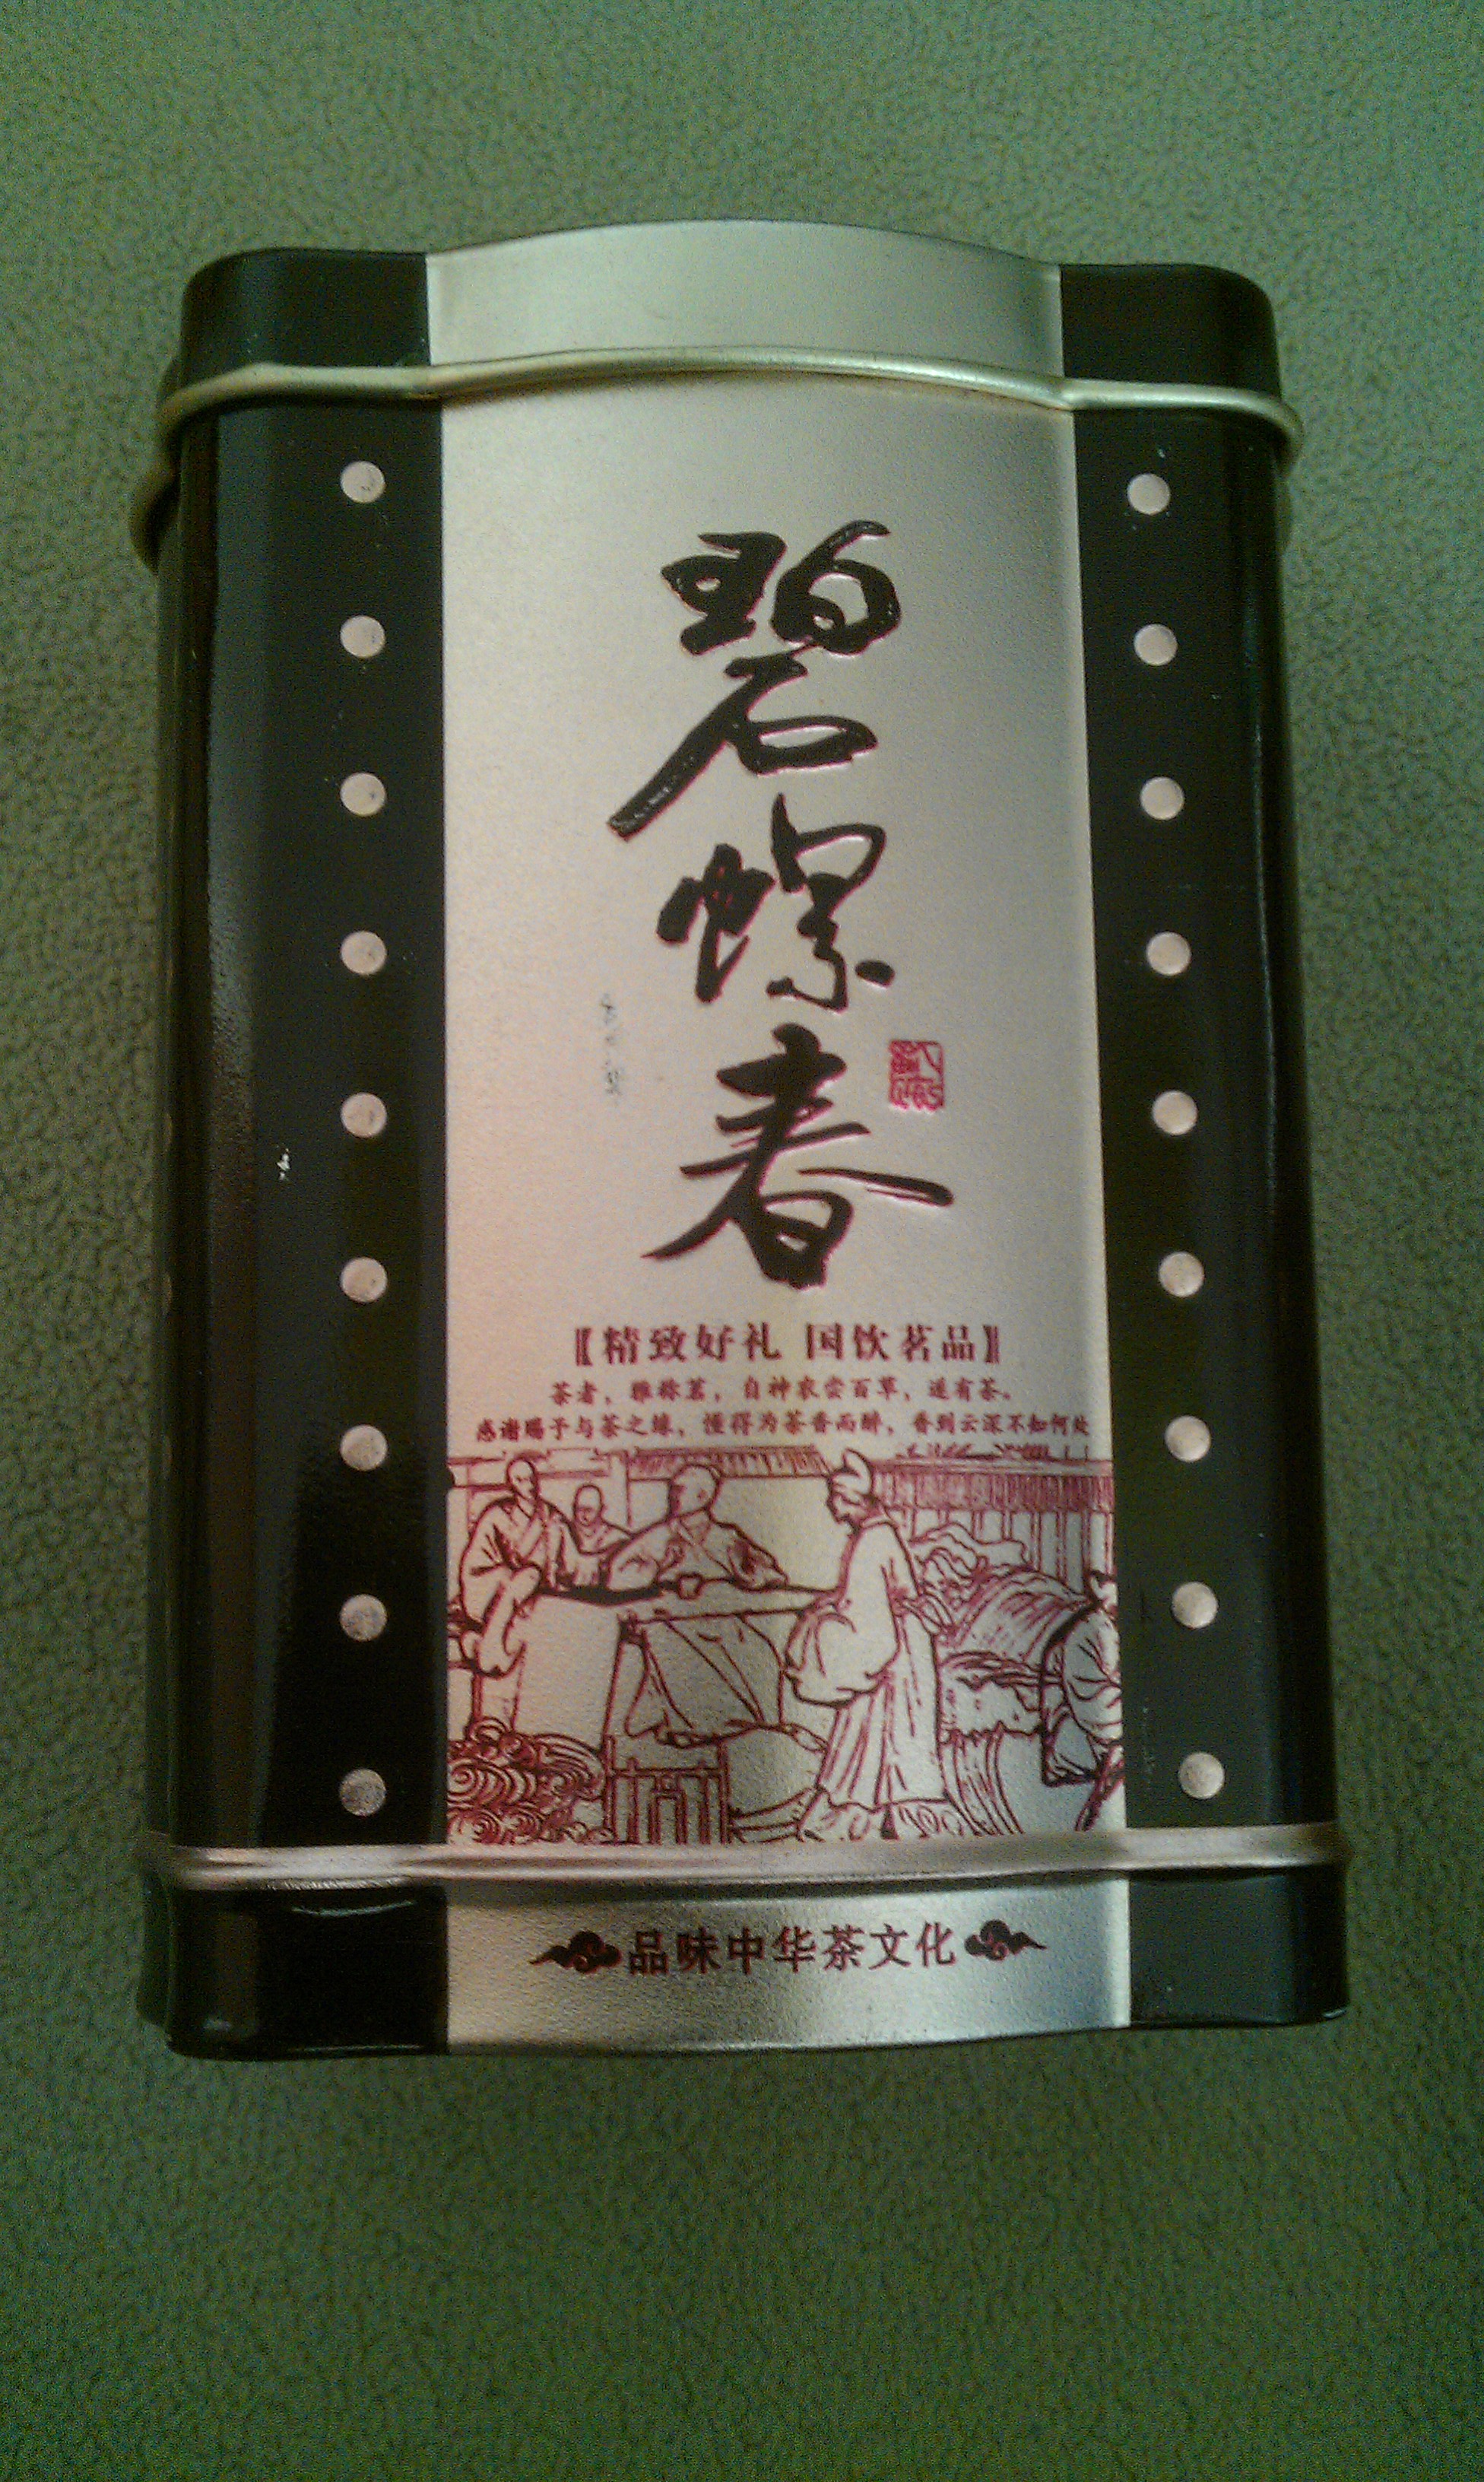 碧螺春
〖精致好礼 国饮茗品〗
茶者，雅称茗，自神农尝百草，遂有茶。
感谢赐予与茶之缘，懂得为茶香而醉，香到云深不知何处
品味中华茶文化